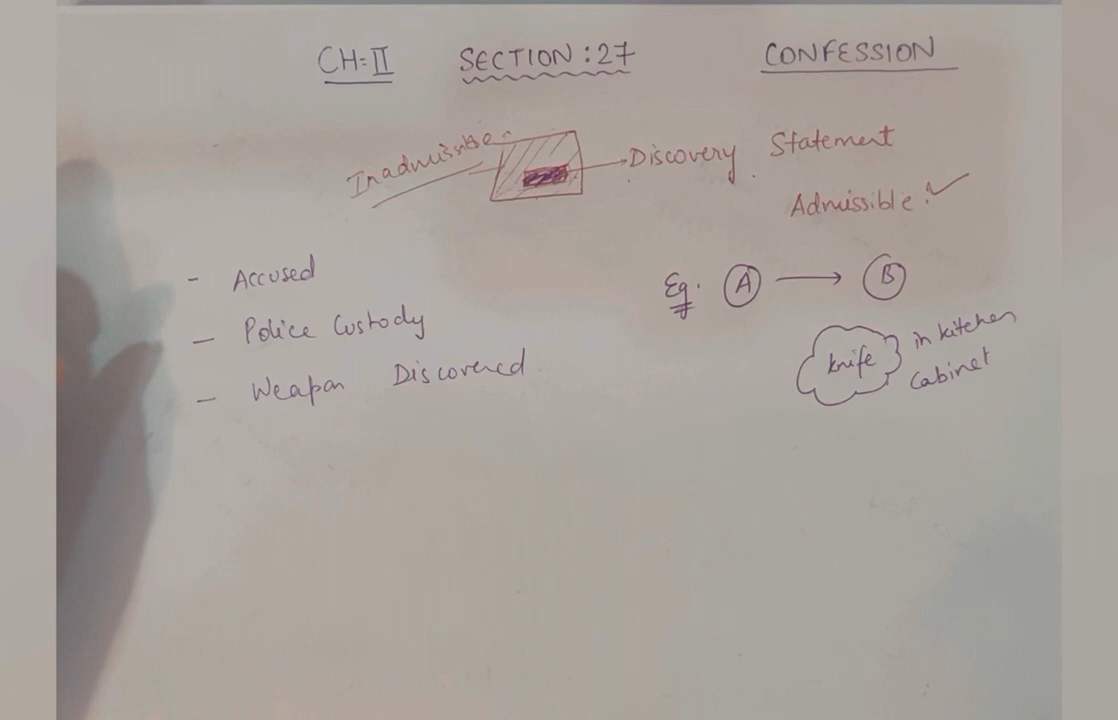 CH=II SECTION:27 CONFESSION
Inadmissible
Discovery Statement
Admissible ✓
- Accused
- Police Custody
- Weapon Discovered
Eg. A → B
knife in kitchen
cabinet